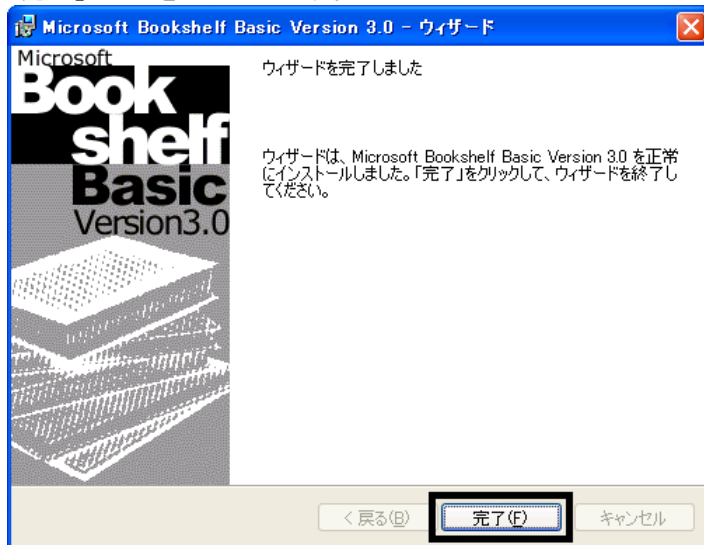 Microsoft Bookshelf Basic Version 3.0 - ウィザード
Microsoft
Book
shelf
Basic
Version3.0
ウィザードを完了しました
ウィザードは、Microsoft Bookshelf Basic Version 3.0 を正常
にインストールしました。「完了」をクリックして、ウィザードを終了し
てください。
< 戻る(B)
完了(F)
キャンセル